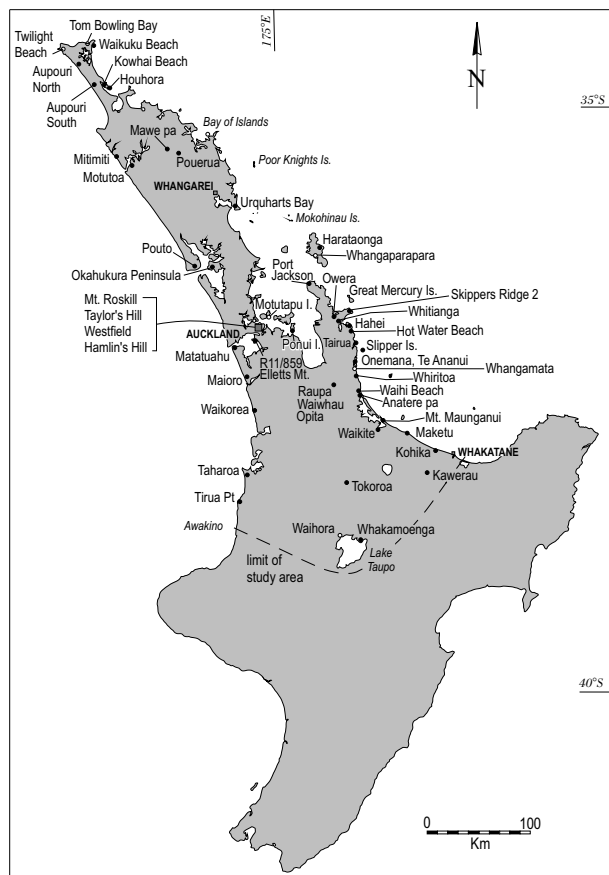 175°E
Tom Bowling Bay
Twilight
Beach
Waikuku Beach
Kowhai Beach
Houhora
Aupouri
North
Aupouri
South
N
35°S
Bay of Islands
Mawe pa
Pouerua
Poor Knights Is.
Mitimiti
Motutoa
WHANGAREI
Urquharts Bay
Mokohinau Is.
Harataonga
Whangaparapara
Pouto
Okahukura Peninsula
Port
Jackson
Owera
Great Mercury Is.
Skippers Ridge 2
Whitianga
Mt. Roskill
Taylor's Hill
Westfield
Hamlin's Hill
Motutapu I.
AUCKLAND
Hahei
Hot Water Beach
Ponui I.
Tairua
Slipper Is.
Matatuahu
R11/859
Elletts Mt.
Onemana, Te Ananui
Whangamata
Maioro
Whiritoa
Raupa
Waiwhau
Opita
Waihi Beach
Anatere pa
Waikorea
Mt. Maunganui
Waikite
Maketu
Kohika
WHAKATANE
Taharoa
Kawerau
Tokoroa
Tirua Pt
Awakino
Waihora
Whakamoenga
Lake
Taupo
limit of
study area
40°S
0
100
Km